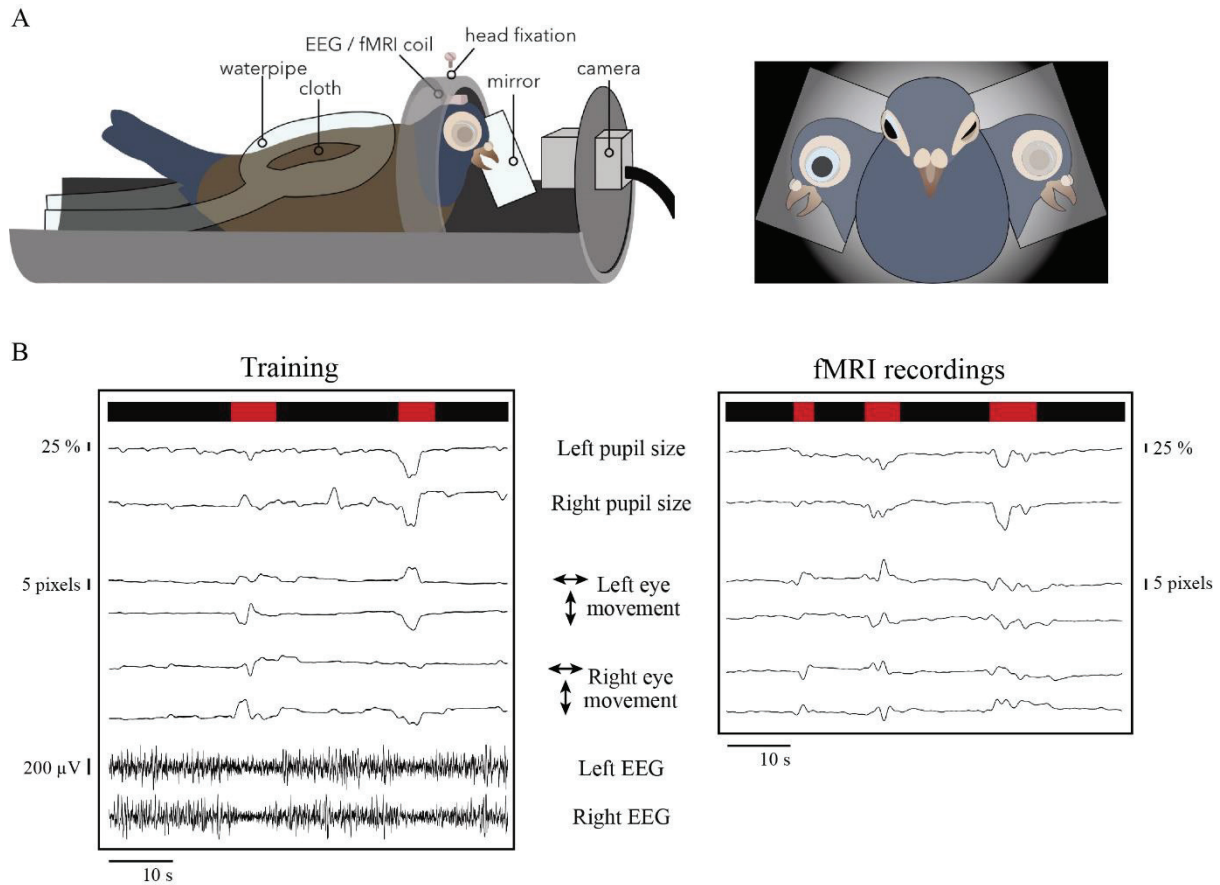 A
EEG / fMRI coil
head fixation
waterpipe
cloth
mirror
camera
B
Training
fMRI recordings
25 %
Left pupil size
25 %
Right pupil size
5 pixels
Left eye
movement
5 pixels
Right eye
movement
200 µV
Left EEG
Right EEG
10 s
10 s